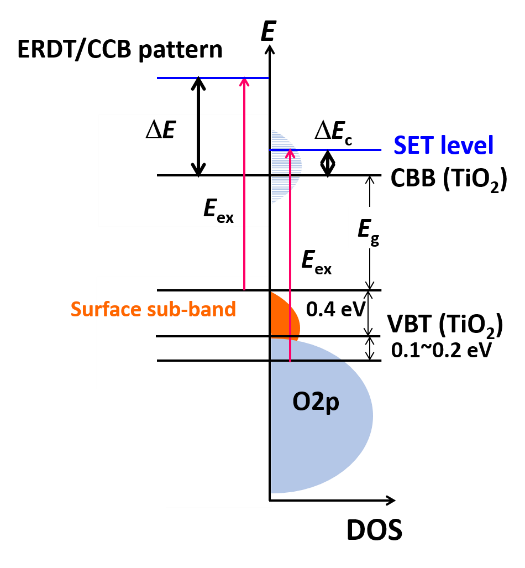 E
ERDT/CCB pattern
ΔE
ΔEc
SET level
CBB (TiO2)
Eex
Eg
Eex
Surface sub-band
0.4 eV
VBT (TiO2)
0.1~0.2 eV
O2p
DOS